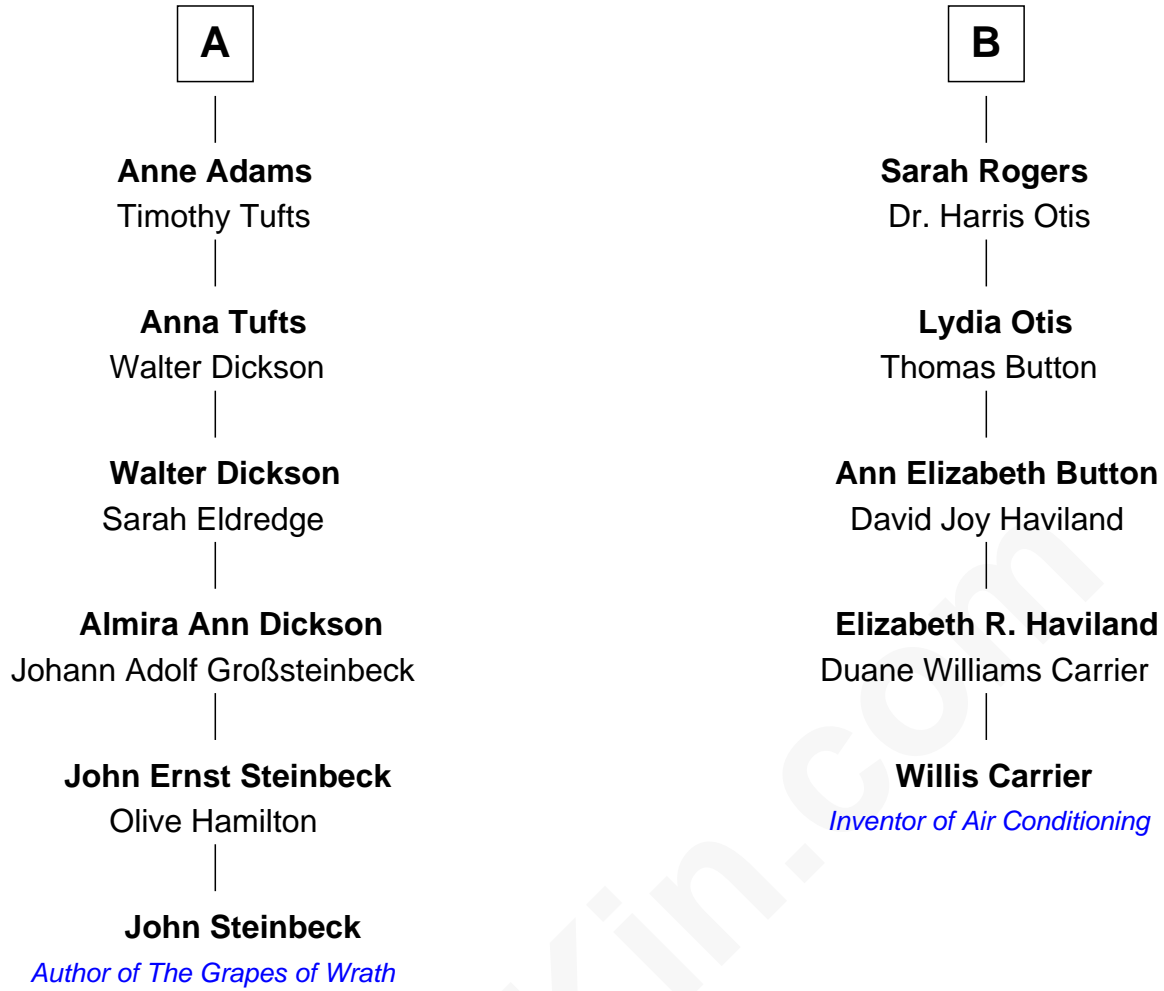 A
Anne Adams
Timothy Tufts
Anna Tufts
Walter Dickson
Walter Dickson
Sarah Eldredge
Almira Ann Dickson
Johann Adolf Großsteinbeck
John Ernst Steinbeck
Olive Hamilton
John Steinbeck
Author of The Grapes of Wrath
B
Sarah Rogers
Dr. Harris Otis
Lydia Otis
Thomas Button
Ann Elizabeth Button
David Joy Haviland
Elizabeth R. Haviland
Duane Williams Carrier
Willis Carrier
Inventor of Air Conditioning